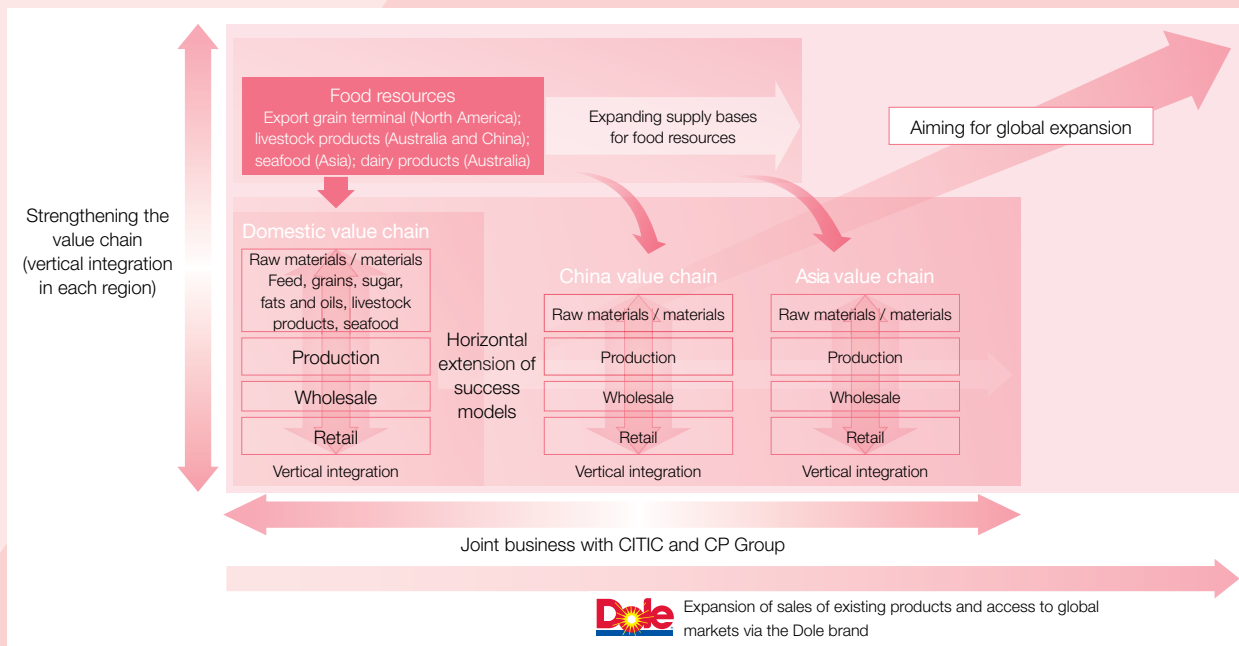 Food resources
Export grain terminal (North America);
livestock products (Australia and China);
seafood (Asia); dairy products (Australia)
Expanding supply bases
for food resources
Aiming for global expansion
Strengthening the
value chain
(vertical integration
in each region)
Domestic value chain
Raw materials / materials
Feed, grains, sugar,
fats and oils, livestock
products, seafood
Production
Wholesale
Retail
Vertical integration
Horizontal
extension of
success
models
China value chain
Raw materials / materials
Production
Wholesale
Retail
Vertical integration
Asia value chain
Raw materials / materials
Production
Wholesale
Retail
Vertical integration
Joint business with CITIC and CP Group
Dole
Expansion of sales of existing products and access to global
markets via the Dole brand